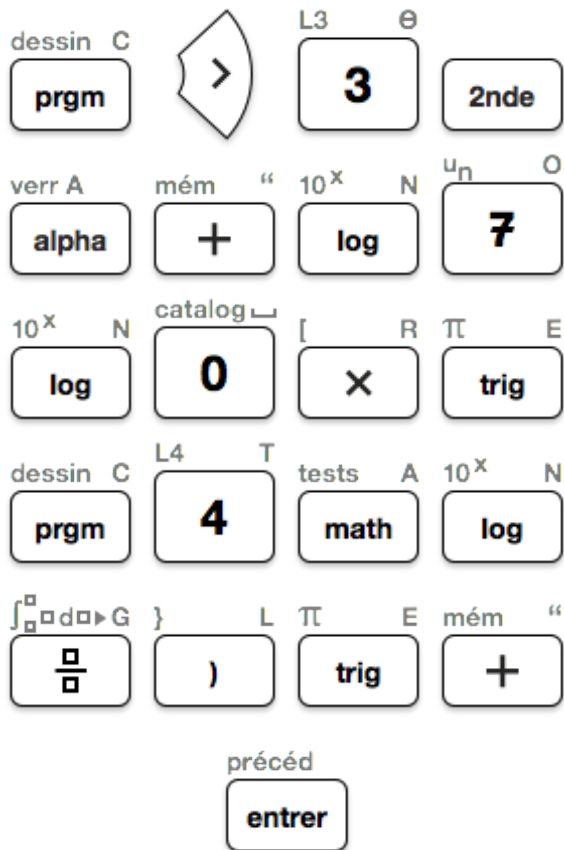 dessin C L3 θ
prgm > 3 2nde
verr A mém “ 10ˣ N uₙ O
alpha + log 7
10ˣ N catalog ⎵ [ R π E
log 0 × trig
dessin C L4 T tests A 10ˣ N
prgm 4 math log
∫□□□d□▸ G } L π E mém “
□/□ ) trig +
précéd
entrer